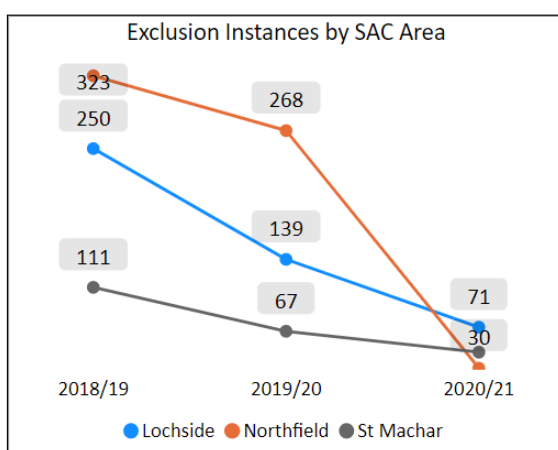 Exclusion Instances by SAC Area
323
268
250
139
111
67
71
30
2018/19 2019/20 2020/21
Lochside Northfield St Machar